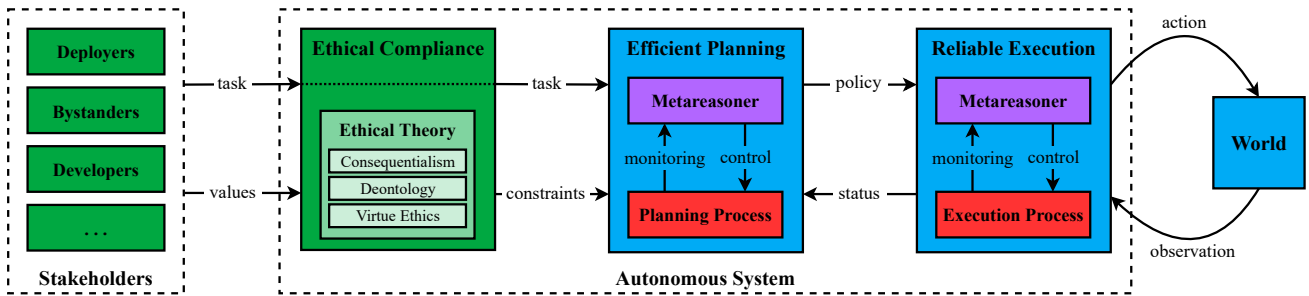 Deployers
Bystanders
Developers
...
Stakeholders
task
values
Ethical Compliance
Ethical Theory
Consequentialism
Deontology
Virtue Ethics
task
constraints
Efficient Planning
Metareasoner
monitoring
control
Planning Process
policy
status
Reliable Execution
Metareasoner
monitoring
control
Execution Process
Autonomous System
action
World
observation